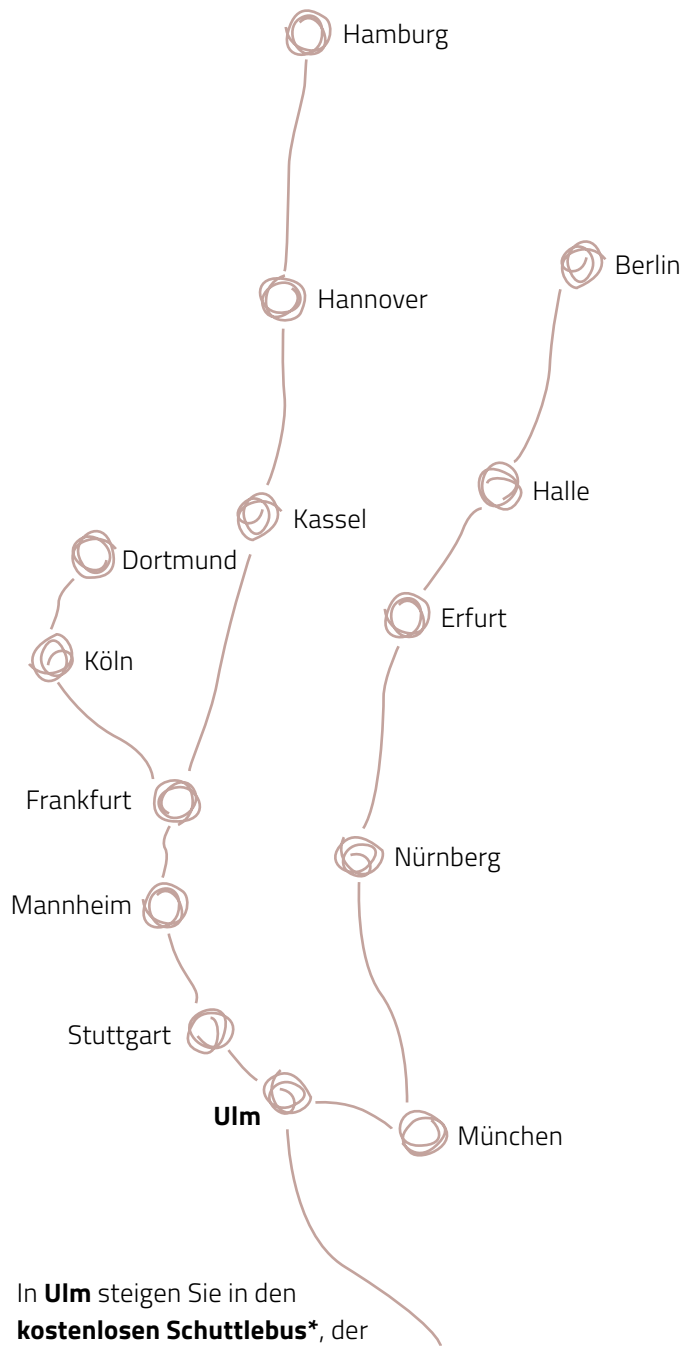 Hamburg
Berlin
Hannover
Halle
Kassel
Dortmund
Erfurt
Köln
Frankfurt
Nürnberg
Mannheim
Stuttgart
Ulm
München
In Ulm steigen Sie in den
kostenlosen Schuttlebus*, der